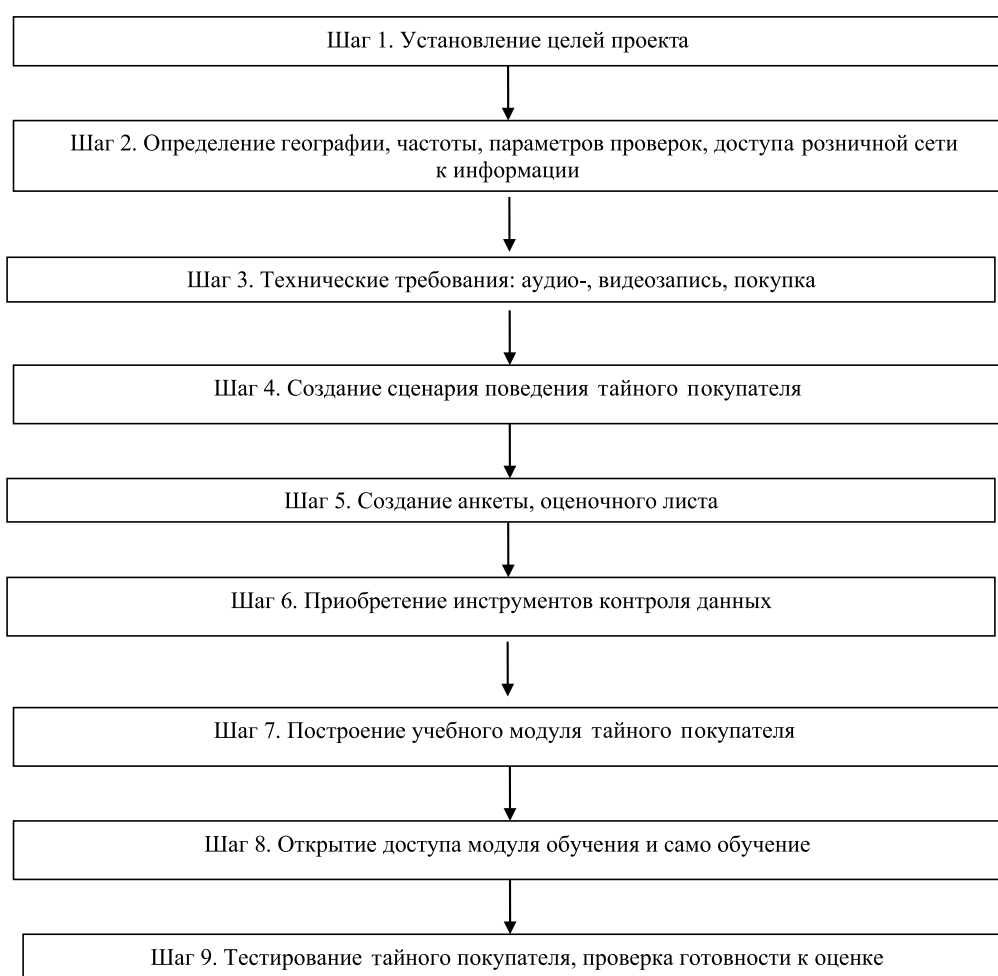 Шаг 1. Установление целей проекта
Шаг 2. Определение географии, частоты, параметров проверок, доступа розничной сети
к информации
Шаг 3. Технические требования: аудио-, видеозапись, покупка
Шаг 4. Создание сценария поведения тайного покупателя
Шаг 5. Создание анкеты, оценочного листа
Шаг 6. Приобретение инструментов контроля данных
Шаг 7. Построение учебного модуля тайного покупателя
Шаг 8. Открытие доступа модуля обучения и само обучение
Шаг 9. Тестирование тайного покупателя, проверка готовности к оценке